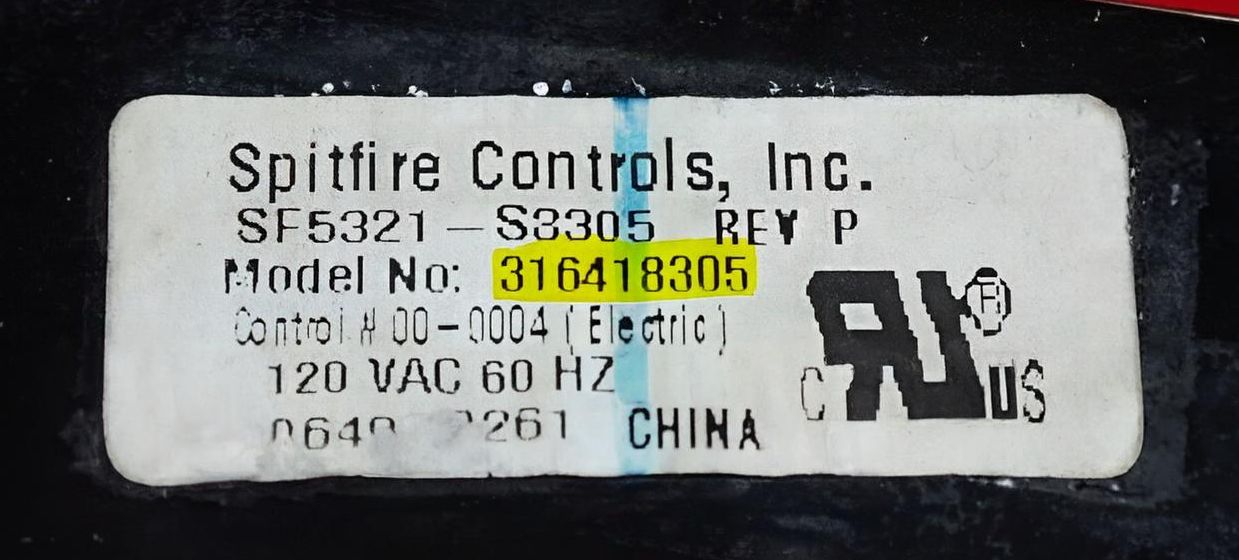 Spitfire Controls, Inc.
SF5321-S3305 REV P
Model No: 316418305
Control # 00-0004 (Electric)
120 VAC 60 HZ
CHINA
C RU ® US